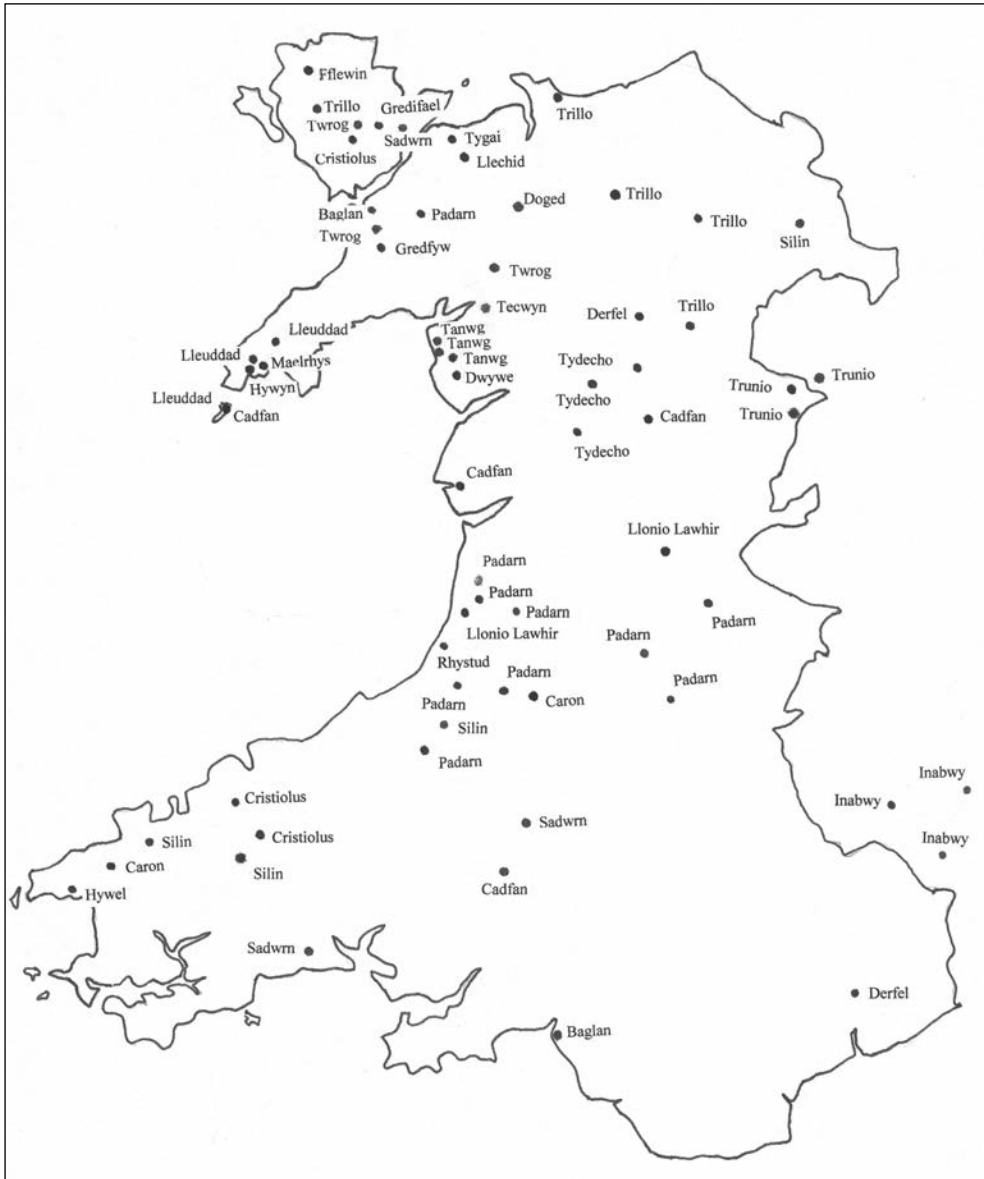 Fflewin
Trillo
Gredifael
Trillo
Twrog
Sadwrn
Tygai
Cristiolus
Llechid
Baglan
Padarn
Doged
Trillo
Trillo
Silin
Twrog
Gredfyw
Twrog
Tecwyn
Derfel
Trillo
Lleuddad
Tanwg
Tanwg
Tanwg
Lleuddad
Maelrhys
Hywyn
Dwywe
Tydecho
Tydecho
Trunio
Trunio
Trunio
Lleuddad
Cadfan
Cadfan
Tydecho
Cadfan
Llonio Lawhir
Padarn
Padarn
Padarn
Padarn
Llonio Lawhir
Padarn
Rhystud
Padarn
Padarn
Caron
Padarn
Silin
Padarn
Inabwy
Inabwy
Inabwy
Cristiolus
Sadwrn
Cristiolus
Silin
Caron
Silin
Hywel
Cadfan
Sadwrn
Derfel
Baglan